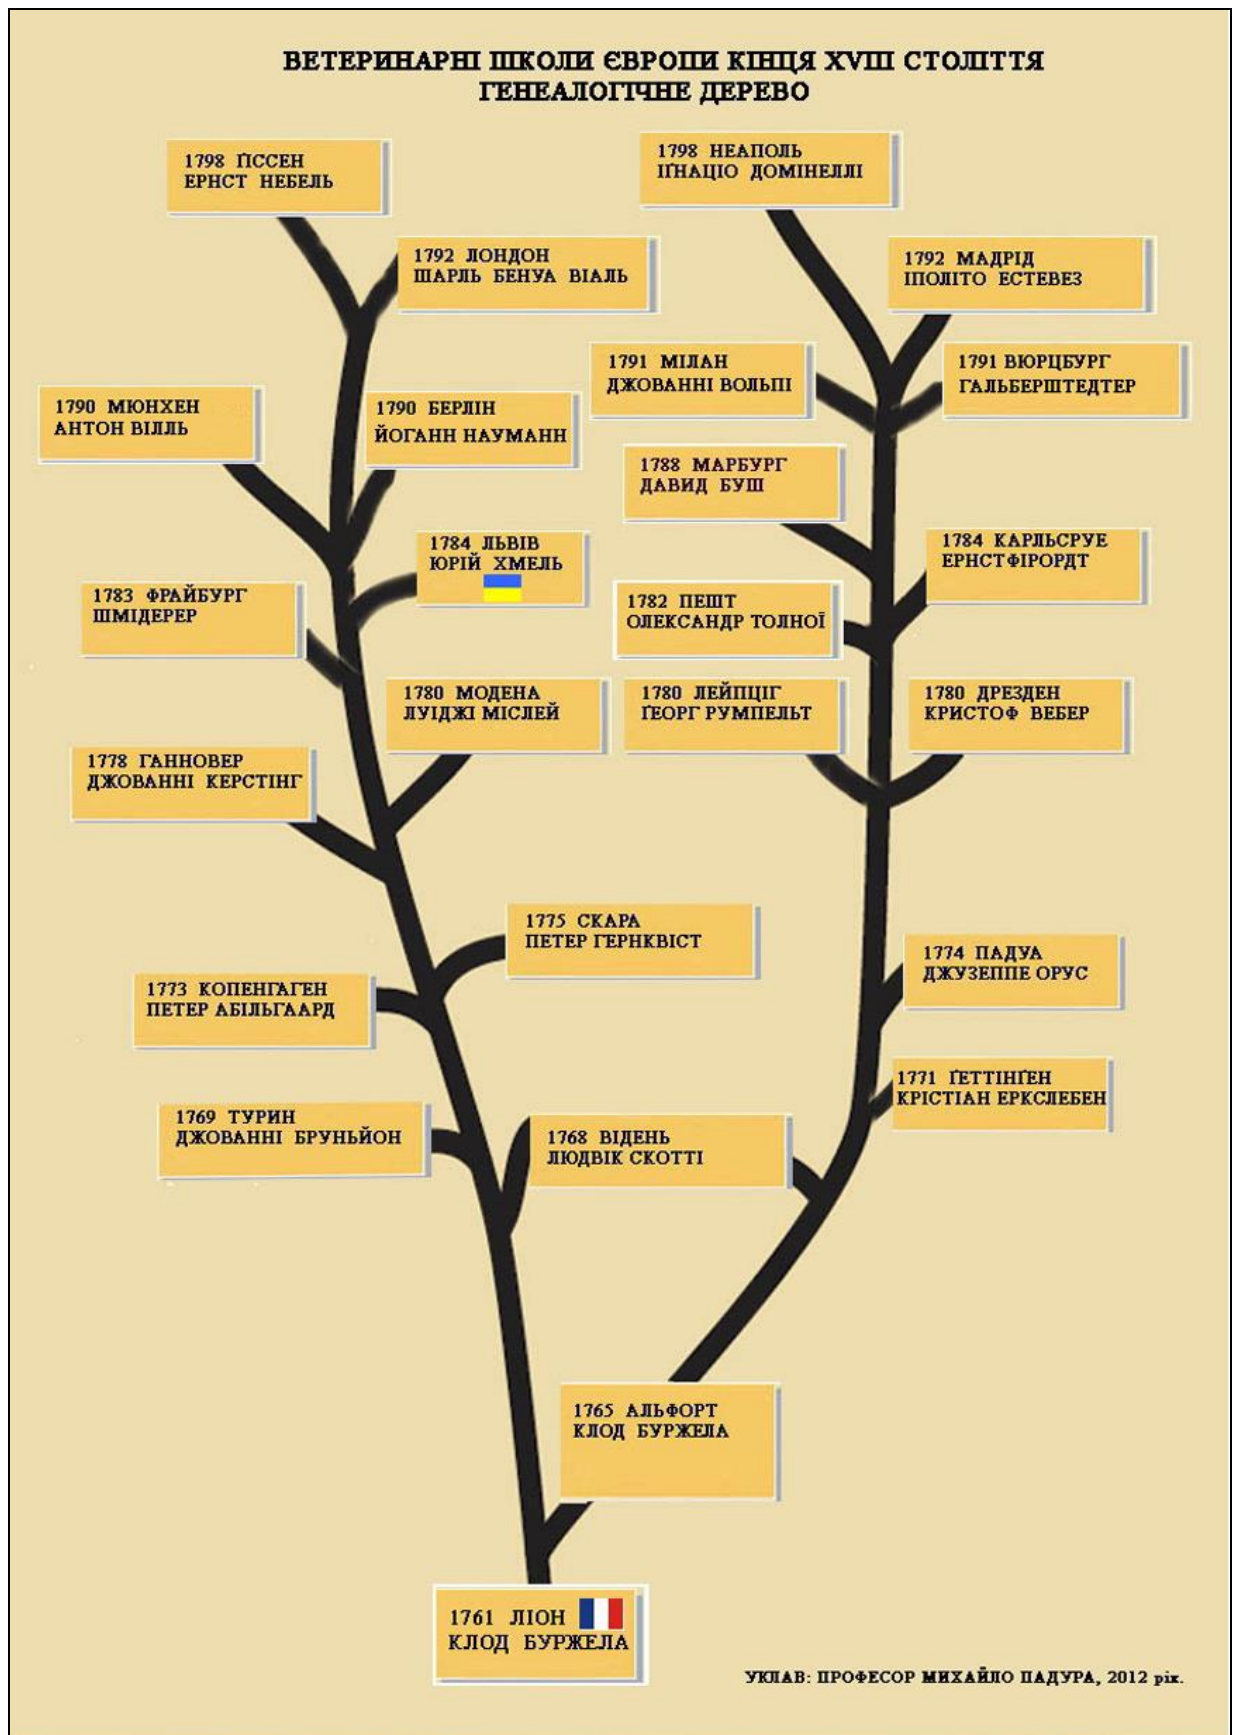 ВЕТЕРИНАРНІ ШКОЛИ ЄВРОПИ КІНЦЯ XVIII СТОЛІТТЯ
ГЕНЕАЛОГІЧНЕ ДЕРЕВО
1798 ҐІССЕН
ЕРНСТ НЕБЕЛЬ
1798 НЕАПОЛЬ
ІҐНАЦІО ДОМІНЕЛЛІ
1792 ЛОНДОН
ШАРЛЬ БЕНУА ВІАЛЬ
1792 МАДРІД
ІПОЛІТО ЕСТЕВЕЗ
1791 МІЛАН
ДЖОВАННІ ВОЛЬПІ
1791 ВЮРЦБУРГ
ГАЛЬБЕРШТЕДТЕР
1790 МЮНХЕН
АНТОН ВІЛЛЬ
1790 БЕРЛІН
ЙОГАНН НАУМАНН
1788 МАРБУРГ
ДАВИД БУШ
1784 ЛЬВІВ
ЮРІЙ ХМЕЛЬ
1784 КАРЛЬСРУЕ
ЕРНСТФІРОРДТ
1783 ФРАЙБУРГ
ШМІДЕРЕР
1782 ПЕШТ
ОЛЕКСАНДР ТОЛНОЇ
1780 МОДЕНА
ЛУІДЖІ МІСЛЕЙ
1780 ЛЕЙПЦІГ
ҐЕОРГ РУМПЕЛЬТ
1780 ДРЕЗДЕН
КРИСТОФ ВЕБЕР
1778 ГАННОВЕР
ДЖОВАННІ КЕРСТІНГ
1775 СКАРА
ПЕТЕР ГЕРНКВІСТ
1774 ПАДУА
ДЖУЗЕППЕ ОРУС
1773 КОПЕНГАГЕН
ПЕТЕР АБІЛЬГААРД
1771 ҐЕТТІНҐЕН
КРІСТІАН ЕРКСЛЕБЕН
1769 ТУРИН
ДЖОВАННІ БРУНЬЙОН
1768 ВІДЕНЬ
ЛЮДВІК СКОТТІ
1765 АЛЬФОРТ
КЛОД БУРЖЕЛА
1761 ЛІОН
КЛОД БУРЖЕЛА
УКЛАВ: ПРОФЕСОР МИХАЙЛО ПАДУРА, 2012 рік.